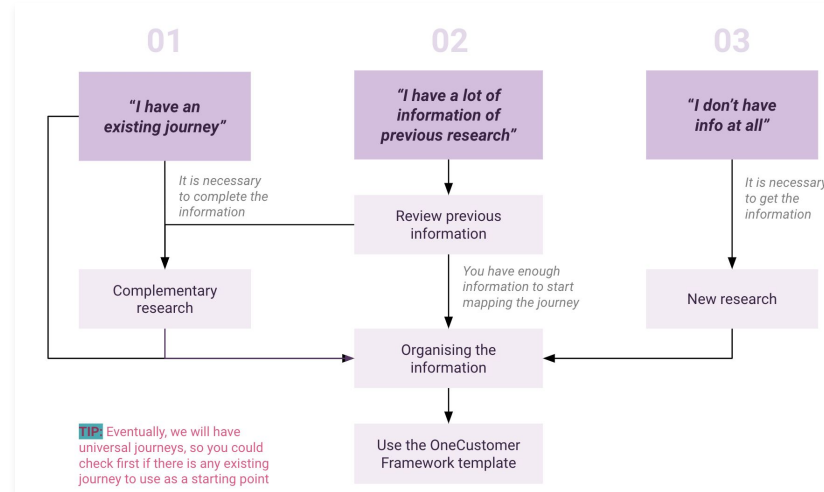 01
02
03
“I have an
existing journey”
“I have a lot of
information of
previous research”
“I don’t have
info at all”
It is necessary
to complete the
information
It is necessary
to get the
information
Review previous
information
You have enough
information to start
mapping the journey
Complementary
research
New research
Organising the
information
TIP: Eventually, we will have
universal journeys, so you could
check first if there is any existing
journey to use as a starting point
Use the OneCustomer
Framework template